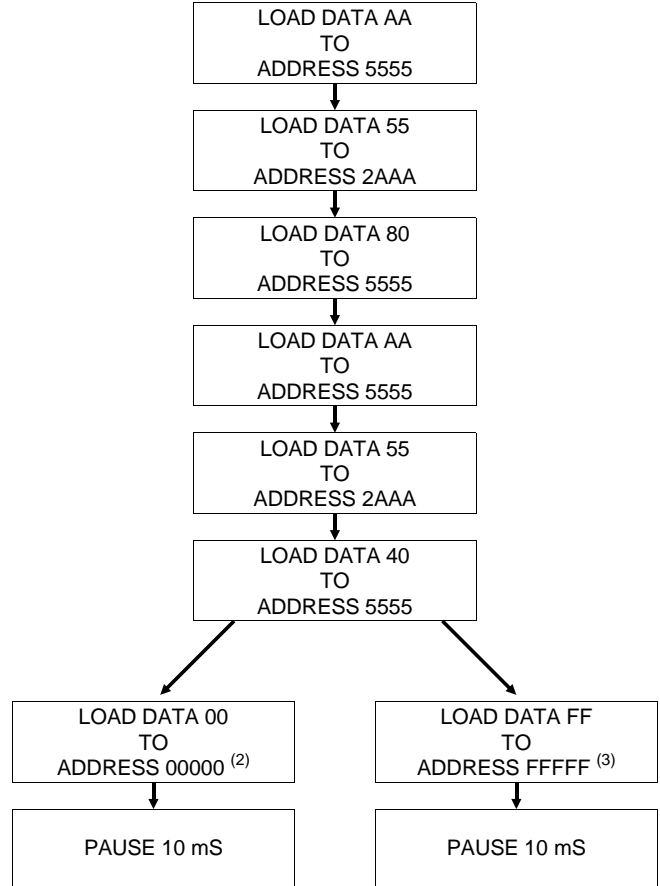 LOAD DATA AA
TO
ADDRESS 5555
LOAD DATA 55
TO
ADDRESS 2AAA
LOAD DATA 80
TO
ADDRESS 5555
LOAD DATA AA
TO
ADDRESS 5555
LOAD DATA 55
TO
ADDRESS 2AAA
LOAD DATA 40
TO
ADDRESS 5555
LOAD DATA 00
TO
ADDRESS 00000 (2)
PAUSE 10 mS
LOAD DATA FF
TO
ADDRESS FFFFF (3)
PAUSE 10 mS